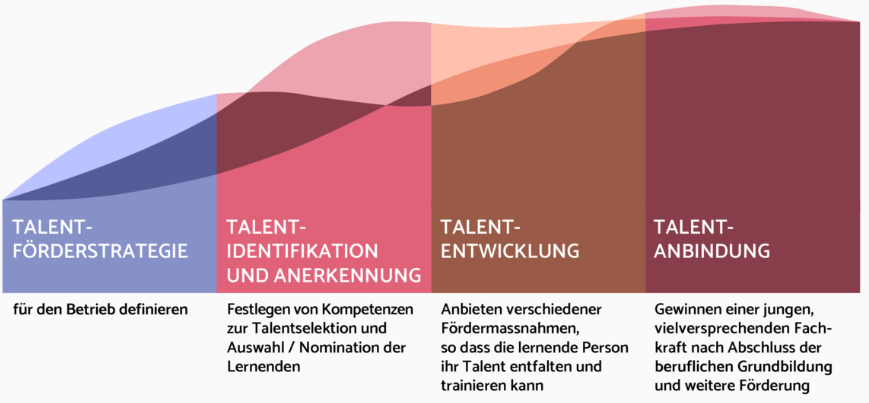 TALENT-
FÖRDERSTRATEGIE
für den Betrieb definieren
TALENT-
IDENTIFIKATION
UND ANERKENNUNG
Festlegen von Kompetenzen
zur Talentselektion und
Auswahl / Nomination der
Lernenden
TALENT-
ENTWICKLUNG
Anbieten verschiedener
Fördermassnahmen,
so dass die lernende Person
ihr Talent entfalten und
trainieren kann
TALENT-
ANBINDUNG
Gewinnen einer jungen,
vielversprechenden Fach-
kraft nach Abschluss der
beruflichen Grundbildung
und weitere Förderung